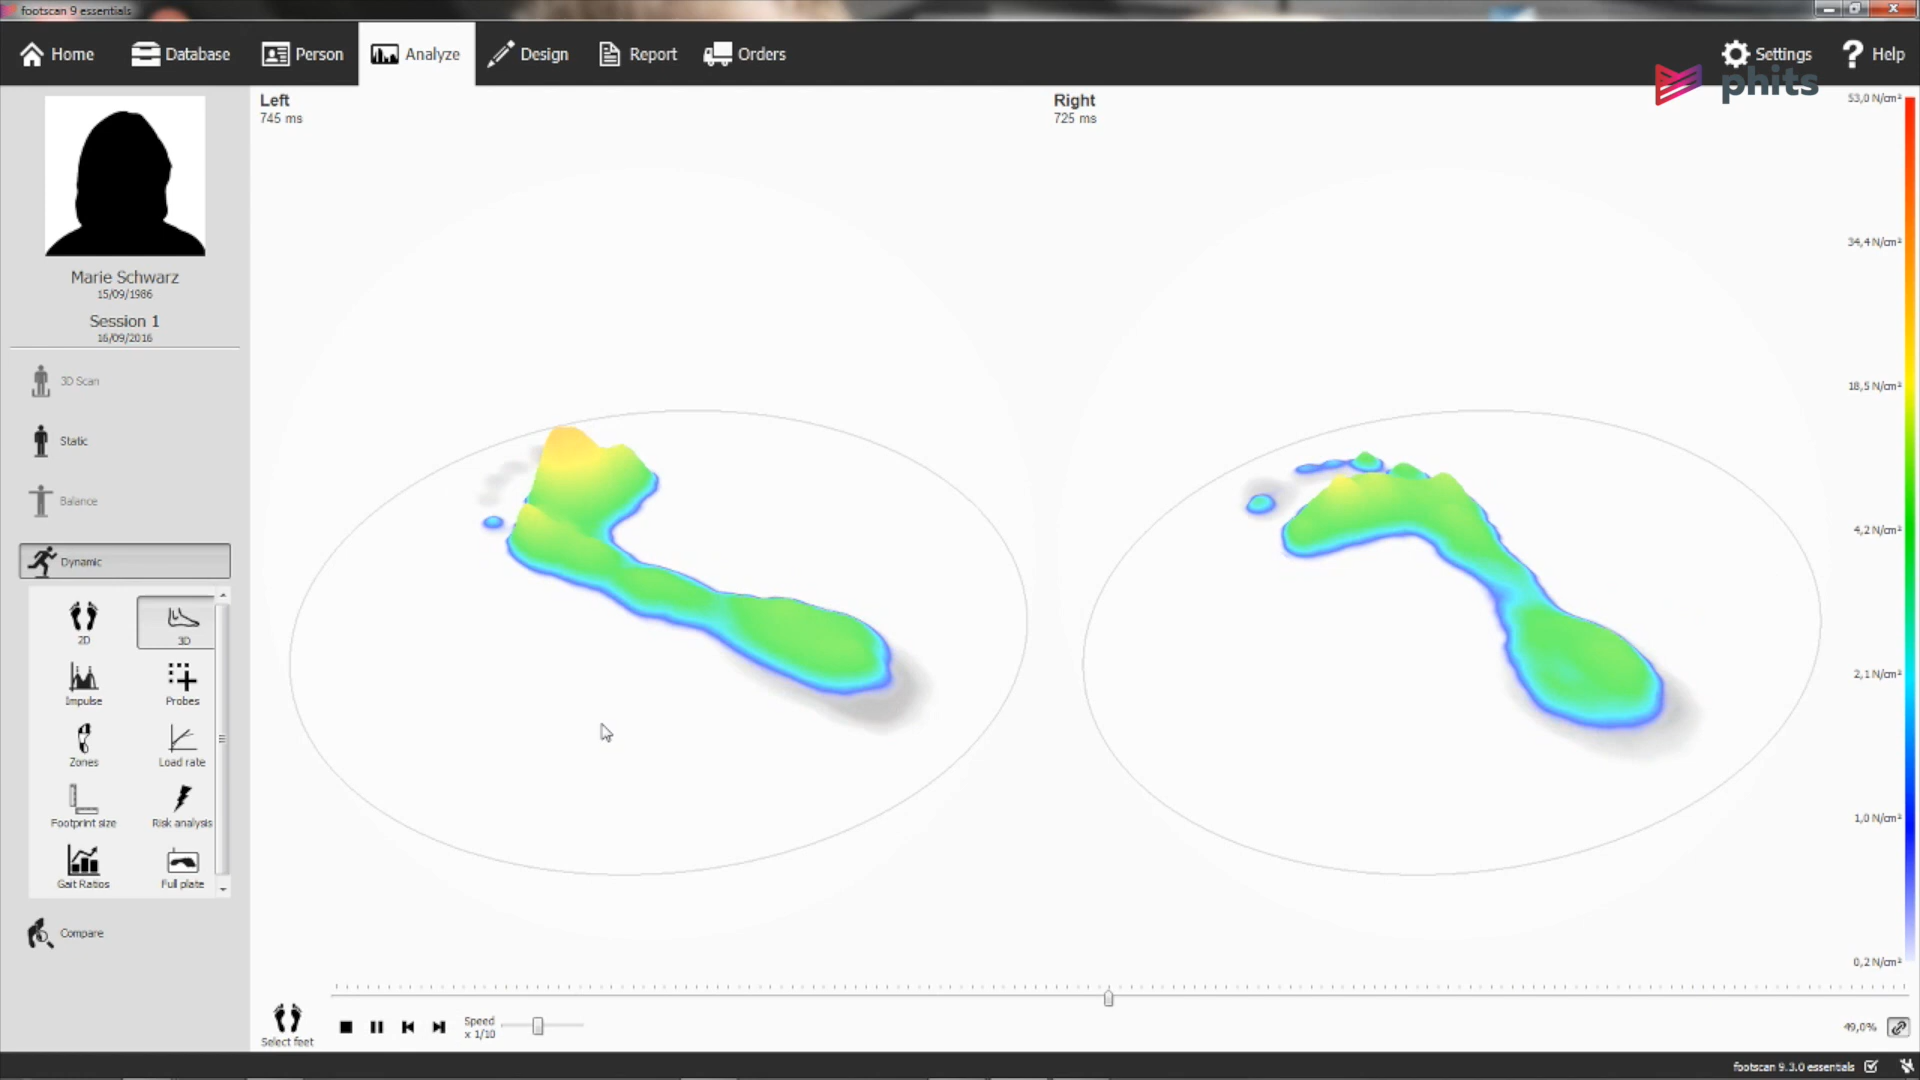 footscan 9 essentials
Home
Database
Person
Analyze
Design
Report
Orders
Settings
Help
phits
Left
745 ms
Right
725 ms
Marie Schwarz
15/09/1986
Session 1
16/09/2016
3D Scan
Static
Balance
Dynamic
2D
3D
Impulse
Probes
Zones
Load rate
Footprint size
Risk analysis
Gait Ratios
Full plate
Compare
53,0 N/cm²
34,4 N/cm²
18,5 N/cm²
4,2 N/cm²
2,1 N/cm²
1,0 N/cm²
0,2 N/cm²
Select feet
Speed
x 1/10
49,0%
footscan 9.3.0 essentials